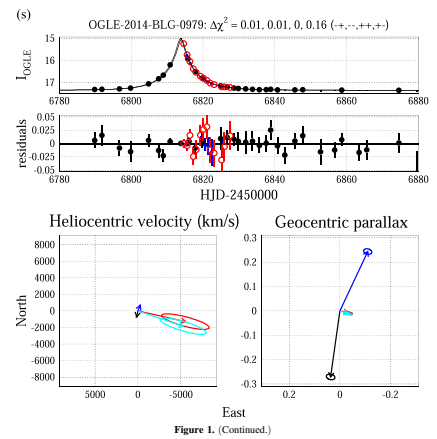 (s)
OGLE-2014-BLG-0979: Δχ² = 0.01, 0.01, 0, 0.16 (-+,--,++,+-)
I_OGLE
15
16
17
6780 6800 6820 6840 6860 6880
residuals
0.05
0.025
0
-0.025
-0.05
6780 6800 6820 6840 6860 6880
HJD-2450000
Heliocentric velocity (km/s) Geocentric parallax
North
8000
6000
4000
2000
0
-2000
-4000
-6000
-8000
5000 0 -5000
0.3
0.2
0.1
0
-0.1
-0.2
-0.3
0.2 0 -0.2
East
Figure 1. (Continued.)